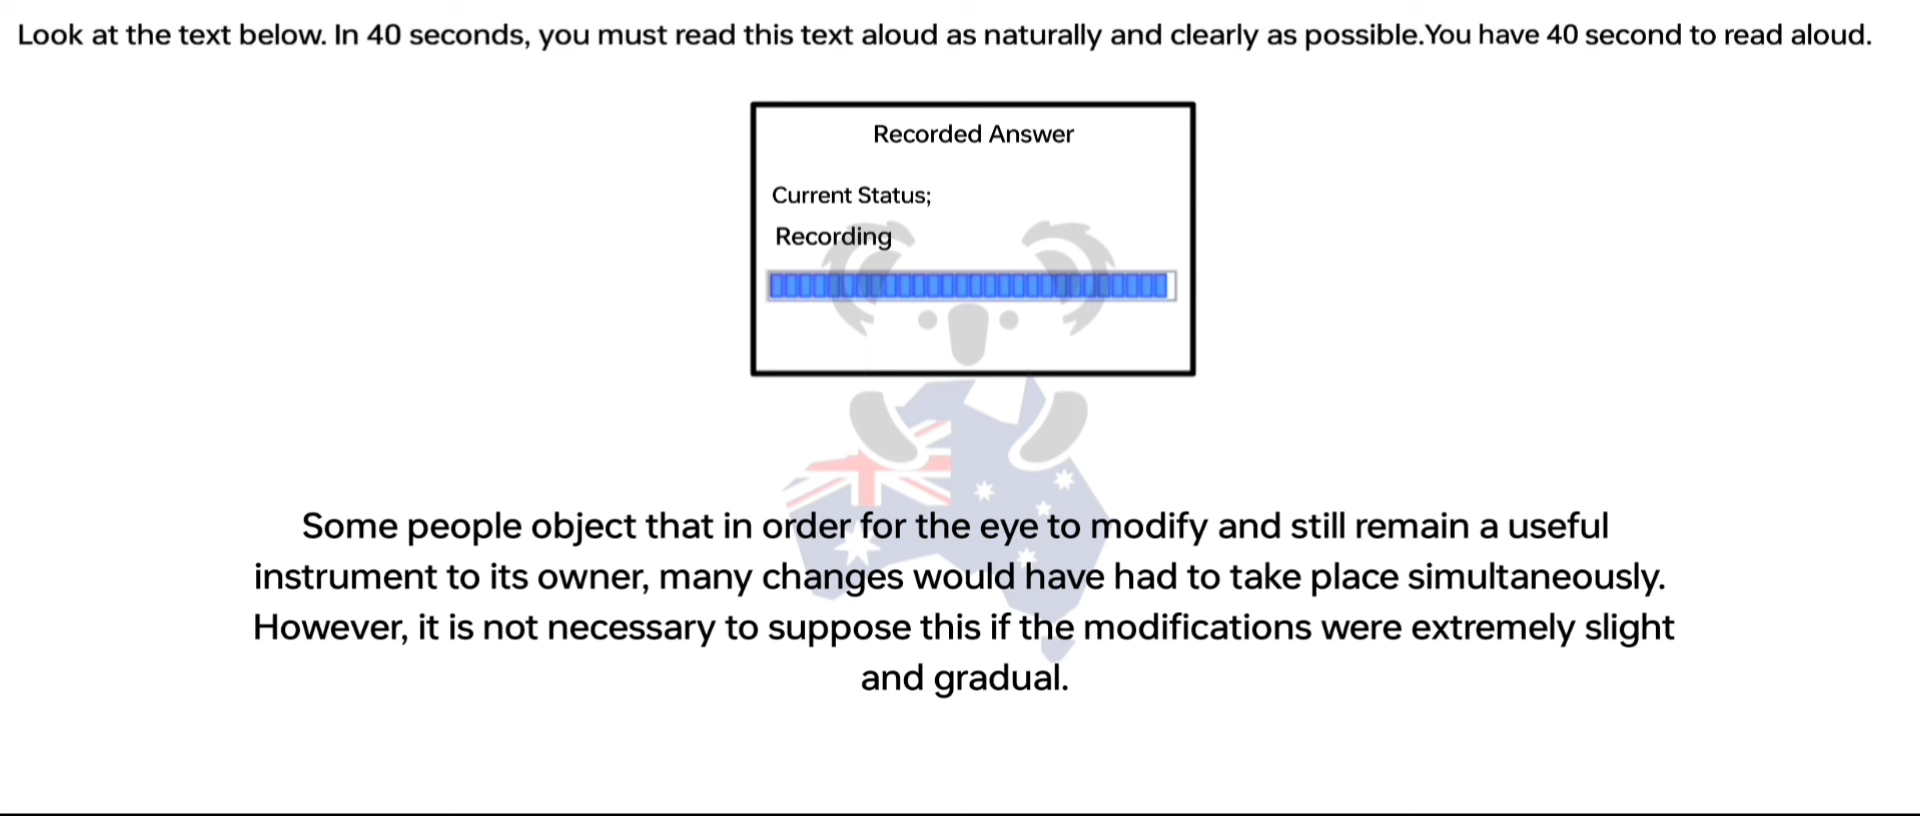 Look at the text below. In 40 seconds, you must read this text aloud as naturally and clearly as possible.You have 40 second to read aloud.
Recorded Answer
Current Status;
Recording
Some people object that in order for the eye to modify and still remain a useful
instrument to its owner, many changes would have had to take place simultaneously.
However, it is not necessary to suppose this if the modifications were extremely slight
and gradual.